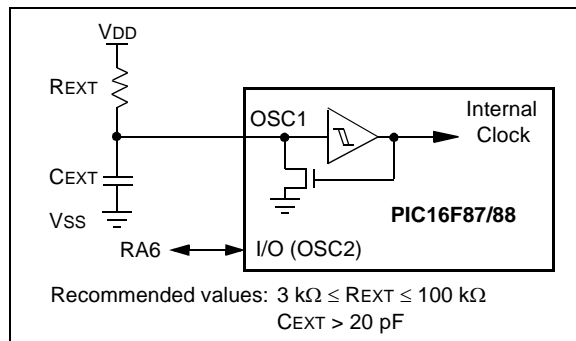 VDD
REXT
OSC1
Internal
Clock
CEXT
VSS
PIC16F87/88
RA6
I/O (OSC2)
Recommended values: 3 kΩ ≤ REXT ≤ 100 kΩ
CEXT > 20 pF